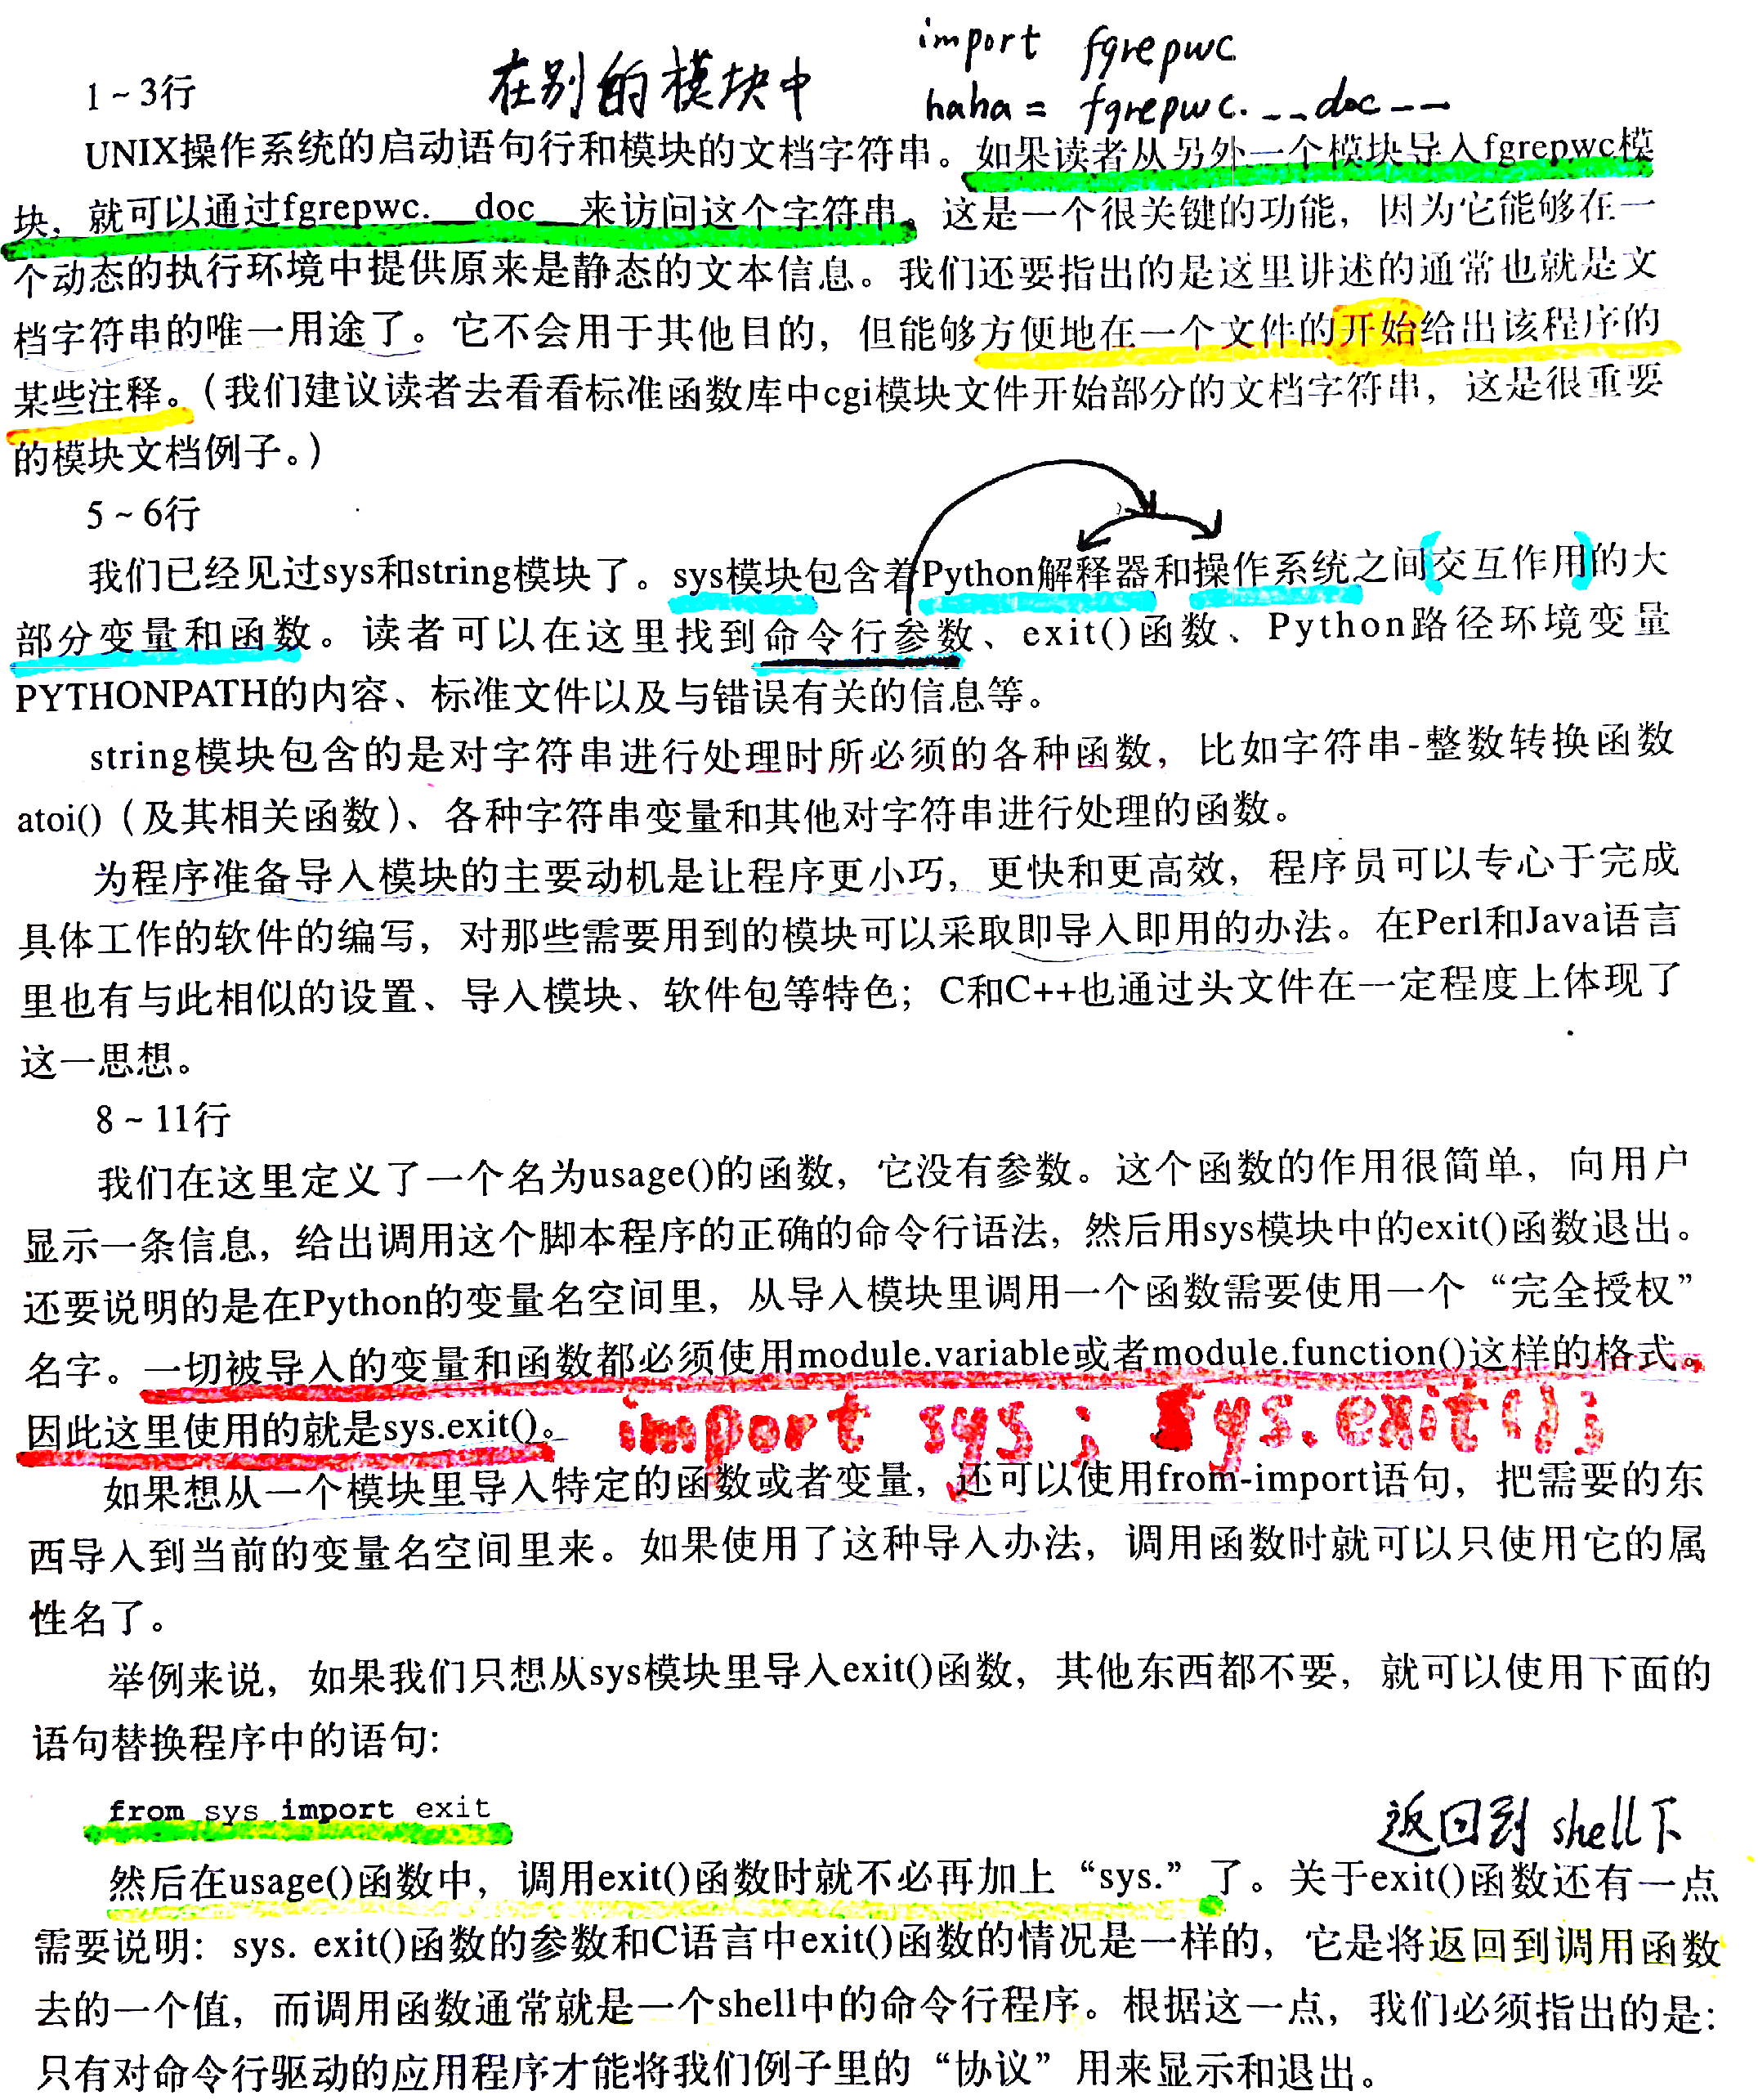 import fgrepwc
在别的模块中
haha = fgrepwc.__doc__
1～3行
UNIX操作系统的启动语句行和模块的文档字符串。如果读者从另外一个模块导入fgrepwc模
块，就可以通过fgrepwc.__doc__来访问这个字符串。这是一个很关键的功能，因为它能够在一
个动态的执行环境中提供原来是静态的文本信息。我们还要指出的是这里讲述的通常也就是文
档字符串的唯一用途了。它不会用于其他目的，但能够方便地在一个文件的开始给出该程序的
某些注释。（我们建议读者去看看标准函数库中cgi模块文件开始部分的文档字符串，这是很重要
的模块文档例子。）
5～6行
我们已经见过sys和string模块了。sys模块包含着Python解释器和操作系统之间(交互作用)的大
部分变量和函数。读者可以在这里找到命令行参数、exit()函数、Python路径环境变量
PYTHONPATH的内容、标准文件以及与错误有关的信息等。
string模块包含的是对字符串进行处理时所必须的各种函数，比如字符串-整数转换函数
atoi()（及其相关函数）、各种字符串变量和其他对字符串进行处理的函数。
为程序准备导入模块的主要动机是让程序更小巧，更快和更高效，程序员可以专心于完成
具体工作的软件的编写，对那些需要用到的模块可以采取即导入即用的办法。在Perl和Java语言
里也有与此相似的设置、导入模块、软件包等特色；C和C++也通过头文件在一定程度上体现了
这一思想。
8～11行
我们在这里定义了一个名为usage()的函数，它没有参数。这个函数的作用很简单，向用户
显示一条信息，给出调用这个脚本程序的正确的命令行语法，然后用sys模块中的exit()函数退出。
还要说明的是在Python的变量名空间里，从导入模块里调用一个函数需要使用一个“完全授权”
名字。一切被导入的变量和函数都必须使用module.variable或者module.function()这样的格式。
因此这里使用的就是sys.exit()。 import sys; sys.exit();
如果想从一个模块里导入特定的函数或者变量，还可以使用from-import语句，把需要的东
西导入到当前的变量名空间里来。如果使用了这种导入办法，调用函数时就可以只使用它的属
性名了。
举例来说，如果我们只想从sys模块里导入exit()函数，其他东西都不要，就可以使用下面的
语句替换程序中的语句:
from sys import exit
返回到shell下
然后在usage()函数中，调用exit()函数时就不必再加上“sys.”了。关于exit()函数还有一点
需要说明: sys. exit()函数的参数和C语言中exit()函数的情况是一样的，它是将返回到调用函数
去的一个值，而调用函数通常就是一个shell中的命令行程序。根据这一点，我们必须指出的是:
只有对命令行驱动的应用程序才能将我们例子里的“协议”用来显示和退出。